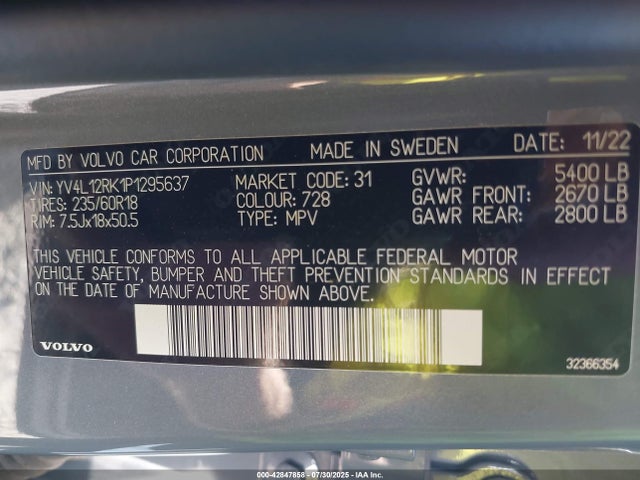 MFD BY VOLVO CAR CORPORATION MADE IN SWEDEN DATE: 11/22
VIN: YV4L12RK1P1295637 MARKET CODE: 31 GVWR: 5400 LB
TIRES: 235/60R18 COLOUR: 728 GAWR FRONT: 2670 LB
RIM: 7.5Jx18x50.5 TYPE: MPV GAWR REAR: 2800 LB
THIS VEHICLE CONFORMS TO ALL APPLICABLE FEDERAL MOTOR
VEHICLE SAFETY, BUMPER AND THEFT PREVENTION STANDARDS IN EFFECT
ON THE DATE OF MANUFACTURE SHOWN ABOVE.
VOLVO 32366354
000-42847858 - 07/30/2025 - IAA Inc.